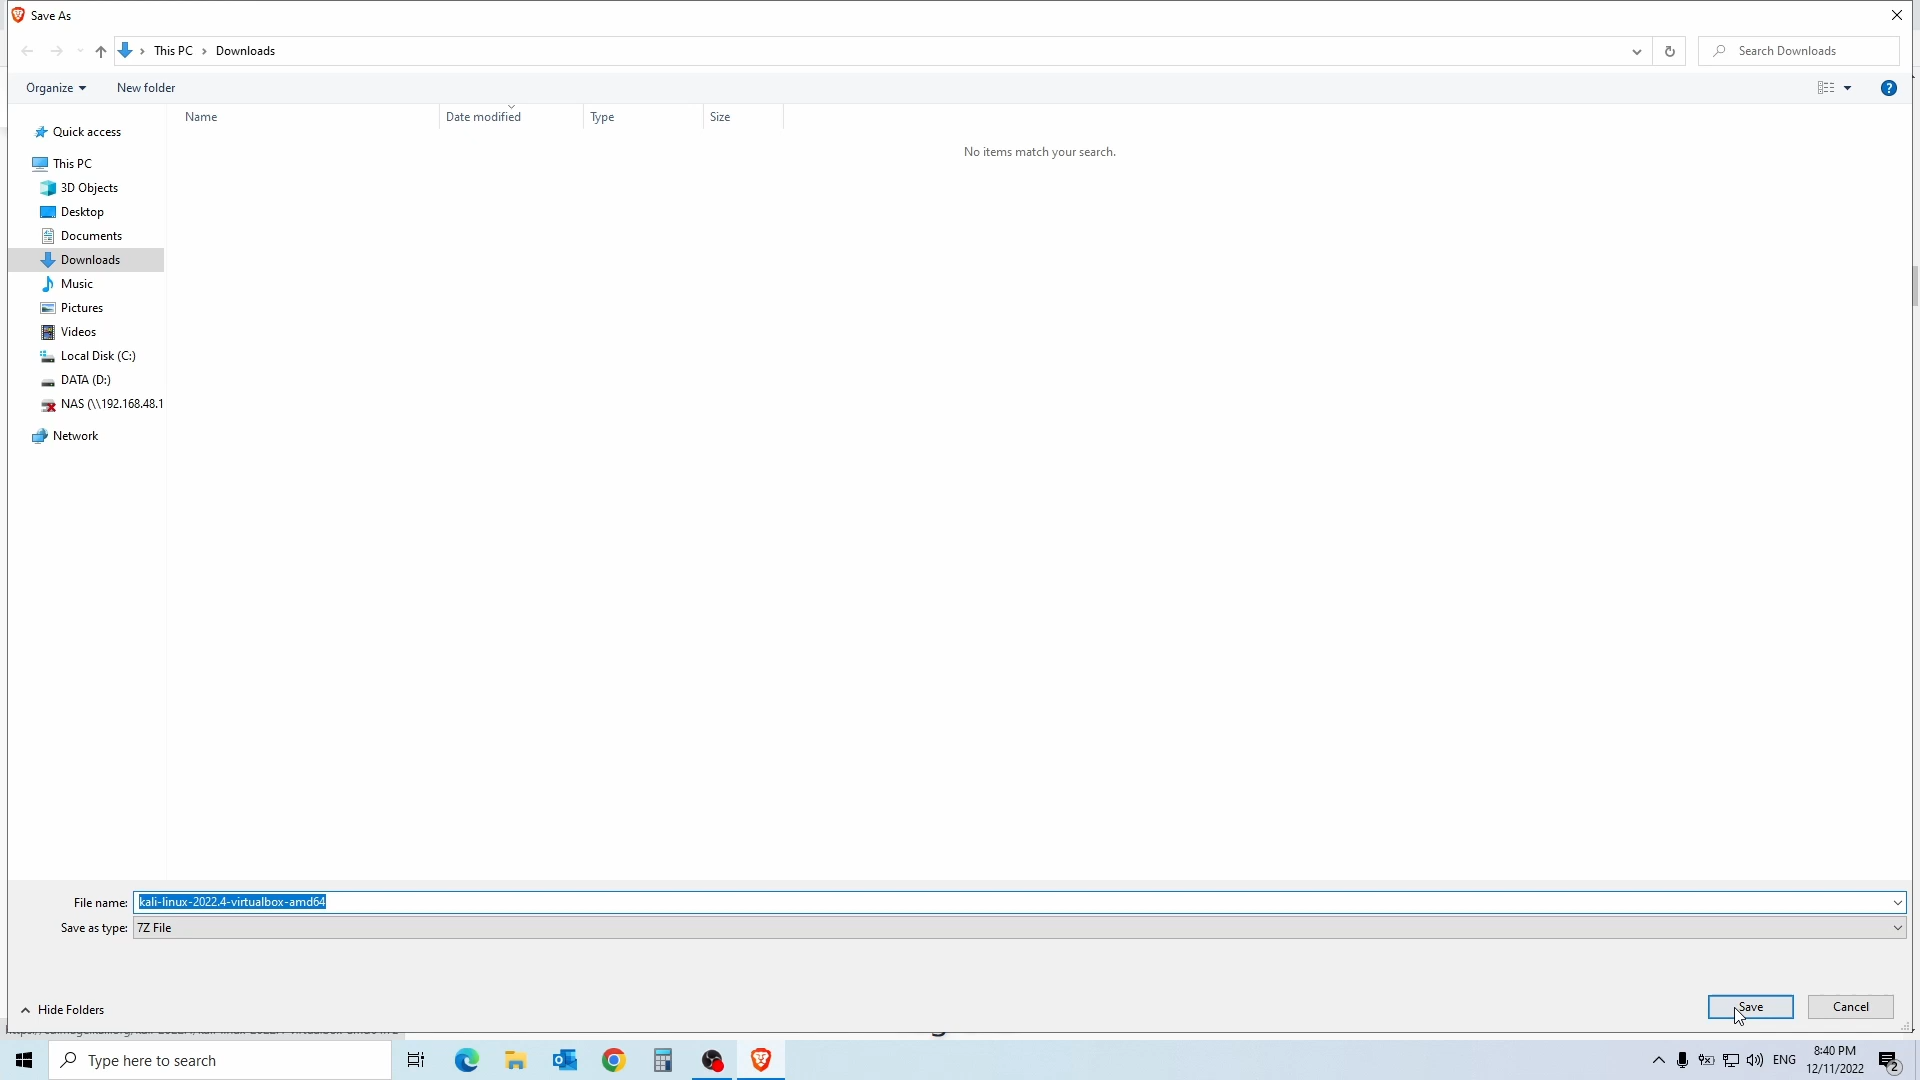 Save As
This PC
Downloads
Search Downloads
Organize
New folder
Name
Date modified
Type
Size
No items match your search.
Quick access
This PC
3D Objects
Desktop
Documents
Downloads
Music
Pictures
Videos
Local Disk (C:)
DATA (D:)
NAS (\\192.168.48.1
Network
File name:
kali-linux-2022.4-virtualbox-amd64
Save as type:
7Z File
Hide Folders
Save
Cancel
Type here to search
ENG
8:40 PM
12/11/2022
2